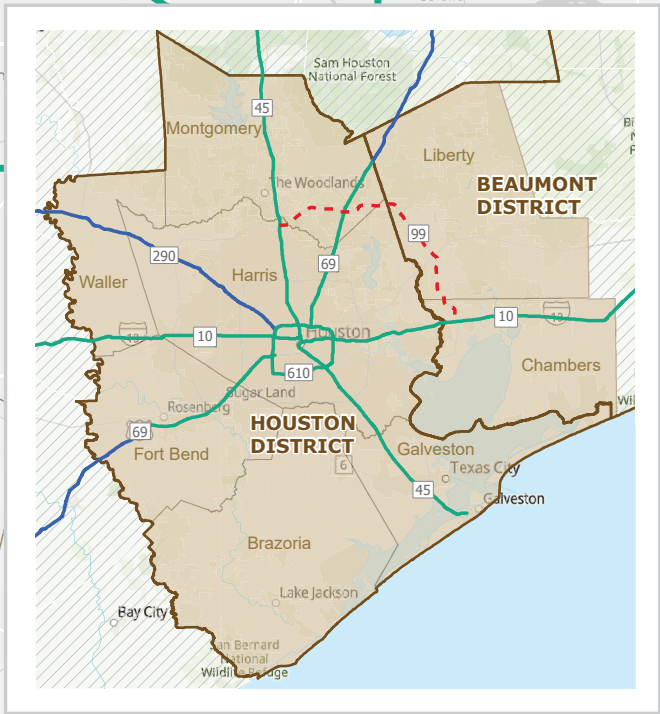 Sam Houston
National Forest
45
Montgomery
Liberty
The Woodlands
BEAUMONT
DISTRICT
99
290
69
Harris
Waller
10
10
Houston
Chambers
610
Sugar Land
Rosenberg
HOUSTON
DISTRICT
69
Fort Bend
Galveston
6
Texas City
45
Galveston
Brazoria
Lake Jackson
Bay City
San Bernard
National
Wildlife Refuge